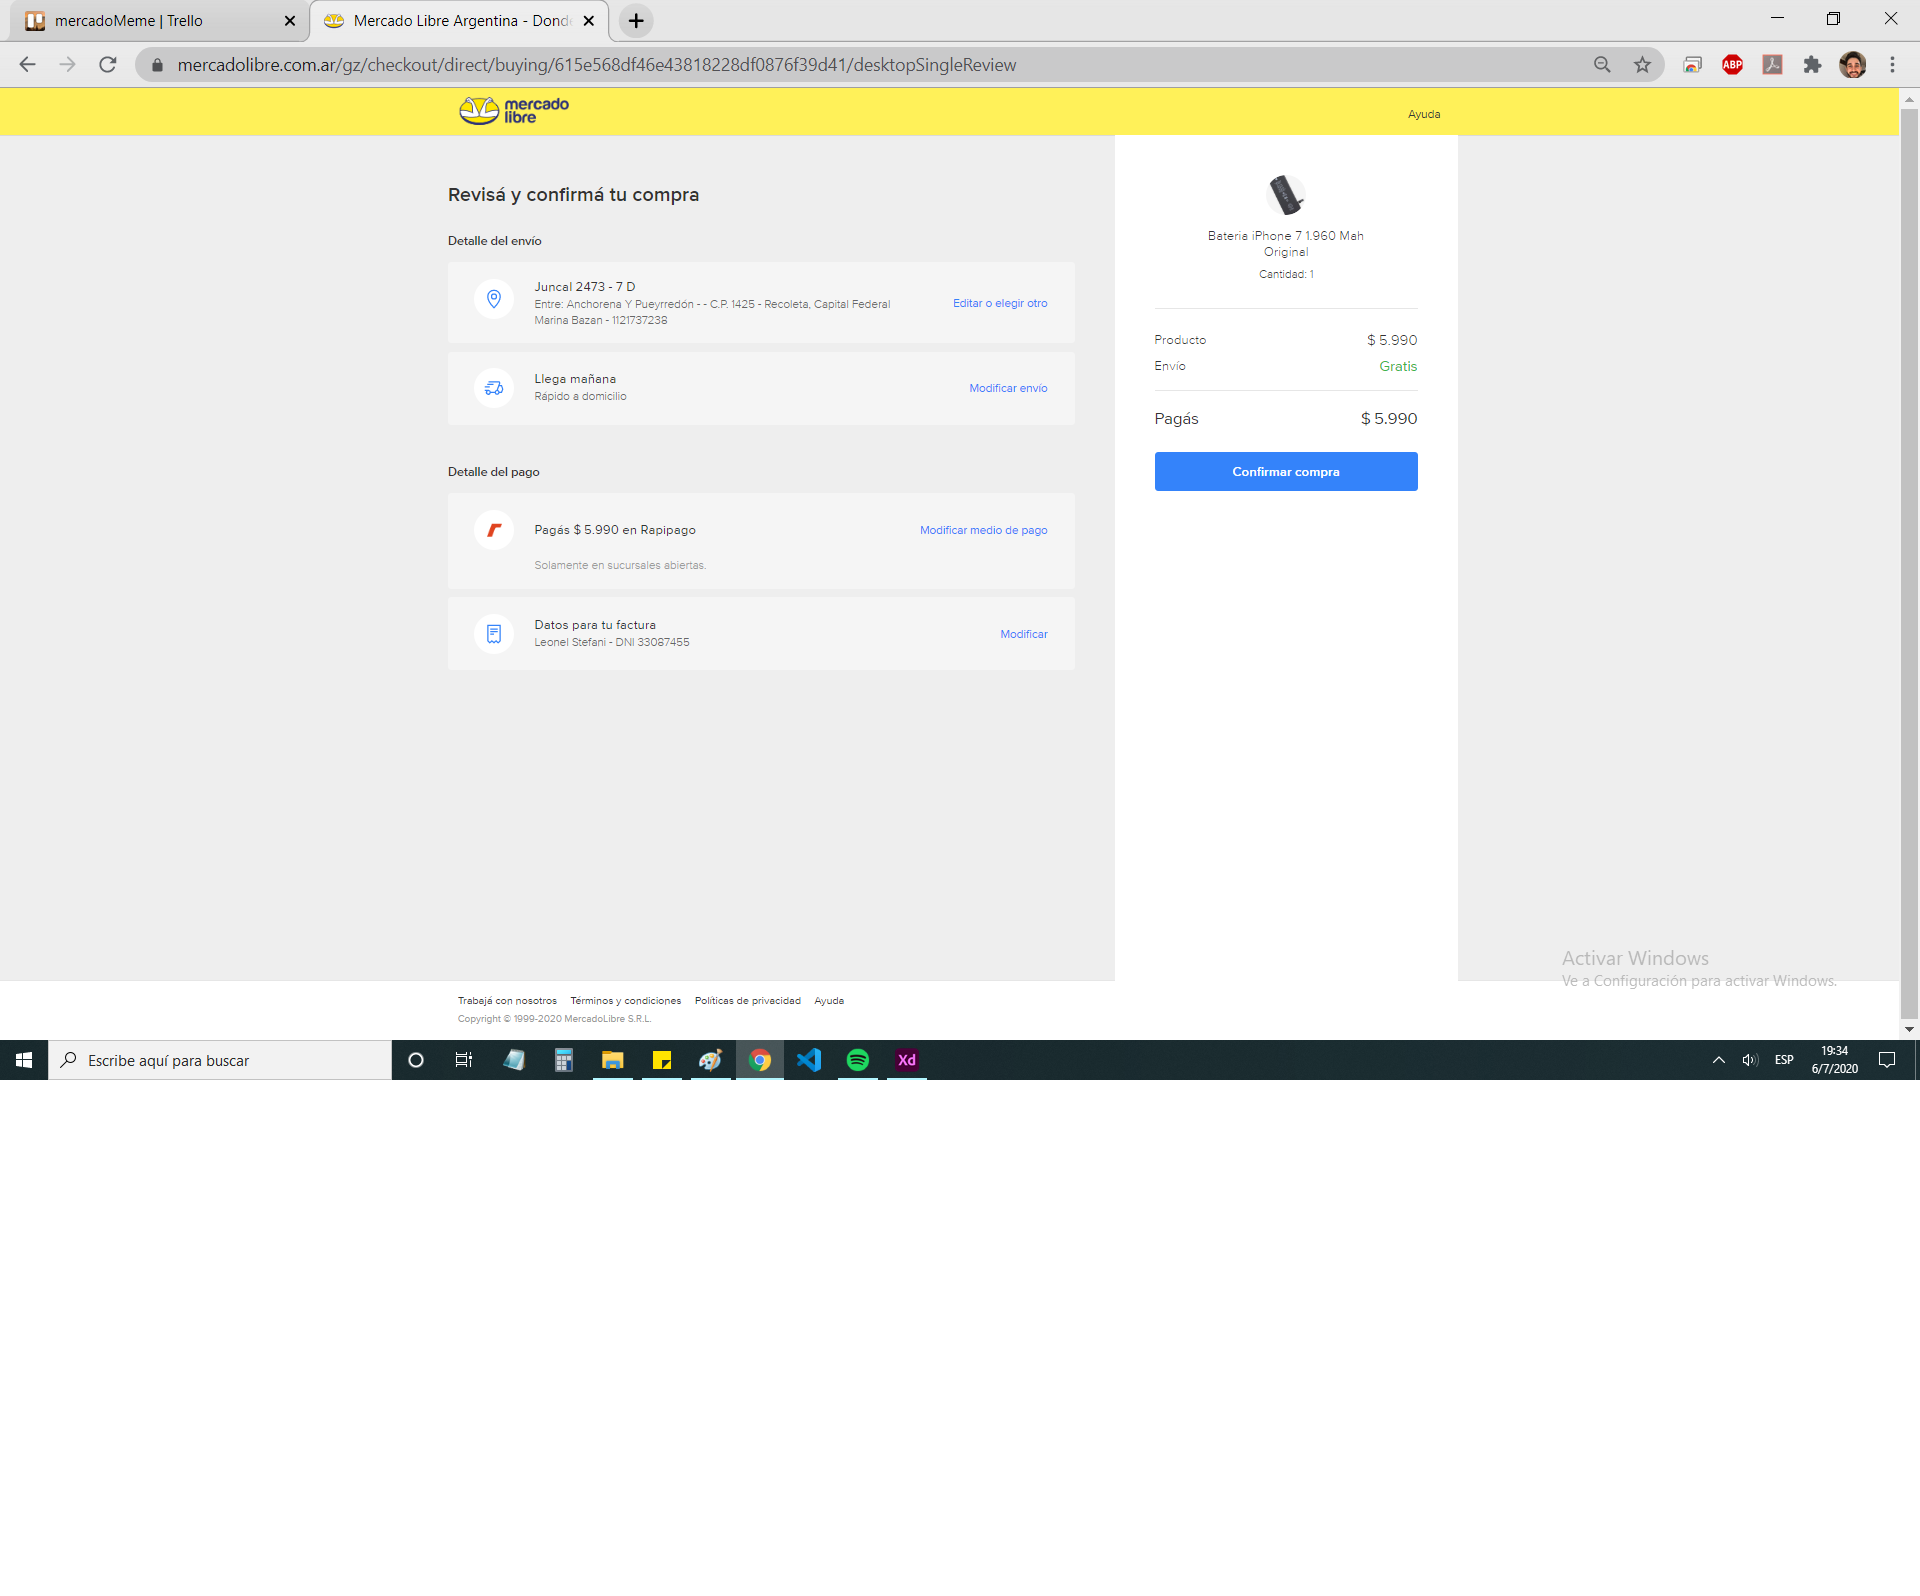 mercadoMeme | Trello
Mercado Libre Argentina - Dond
mercadolibre.com.ar/gz/checkout/direct/buying/615e568df46e43818228df0876f39d41/desktopSingleReview
ABP
mercado
libre
Ayuda
Revisá y confirmá tu compra
Detalle del envío
Juncal 2473 - 7 D
Entre: Anchorena Y Pueyrredón - - C.P. 1425 - Recoleta, Capital Federal
Marina Bazan - 1121737238
Editar o elegir otro
Llega mañana
Rápido a domicilio
Modificar envío
Detalle del pago
Pagás $ 5.990 en Rapipago
Modificar medio de pago
Solamente en sucursales abiertas.
Datos para tu factura
Leonel Stefani - DNI 33087455
Modificar
Bateria iPhone 7 1.960 Mah
Original
Cantidad: 1
Producto $ 5.990
Envío Gratis
Pagás $ 5.990
Confirmar compra
Activar Windows
Ve a Configuración para activar Windows.
Trabajá con nosotros Términos y condiciones Políticas de privacidad Ayuda
Copyright © 1999-2020 MercadoLibre S.R.L.
Escribe aquí para buscar
Xd
ESP
19:34
6/7/2020